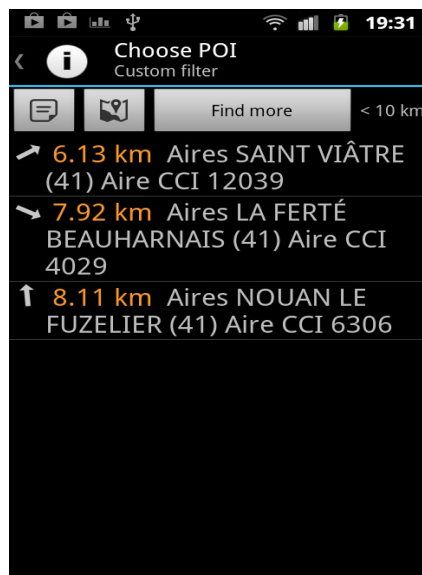 19:31
Choose POI
Custom filter
Find more
< 10 km
6.13 km Aires SAINT VIÂTRE
(41) Aire CCI 12039
7.92 km Aires LA FERTÉ
BEAUHARNAIS (41) Aire CCI
4029
8.11 km Aires NOUAN LE
FUZELIER (41) Aire CCI 6306